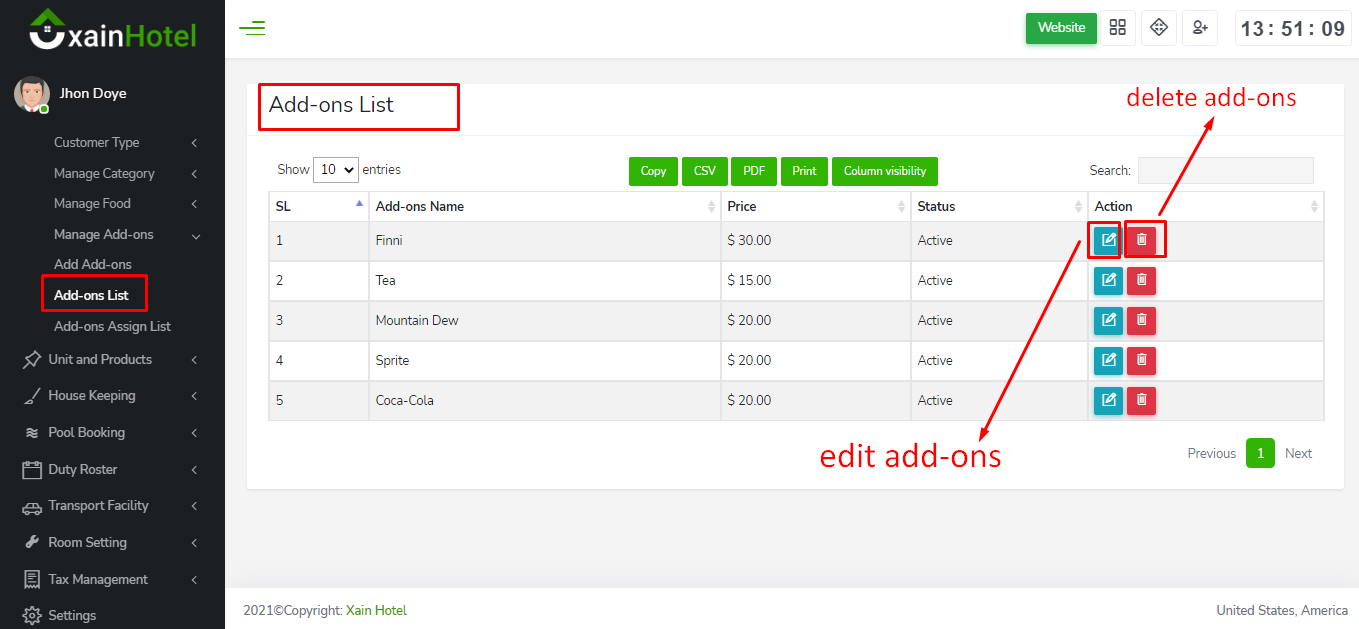 xainHotel
Website
13 : 51 : 09
Jhon Doye
Customer Type
Manage Category
Manage Food
Manage Add-ons
Add Add-ons
Add-ons List
Add-ons Assign List
Unit and Products
House Keeping
Pool Booking
Duty Roster
Transport Facility
Room Setting
Tax Management
Settings
Add-ons List
delete add-ons
Show 10 entries
Copy CSV PDF Print Column visibility
Search:
SL Add-ons Name Price Status Action
1 Finni $ 30.00 Active
2 Tea $ 15.00 Active
3 Mountain Dew $ 20.00 Active
4 Sprite $ 20.00 Active
5 Coca-Cola $ 20.00 Active
edit add-ons
Previous 1 Next
2021©Copyright: Xain Hotel
United States, America